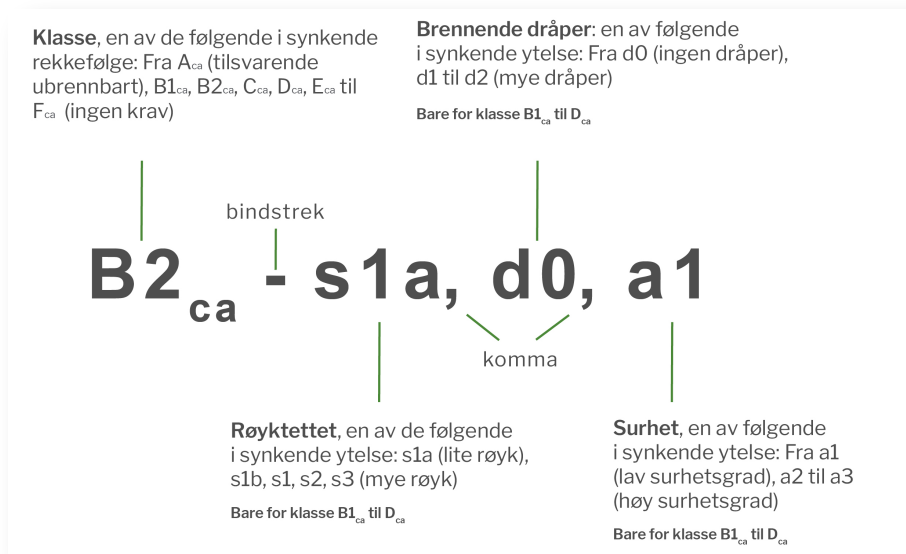 Klasse, en av de følgende i synkende
rekkefølge: Fra Aca (tilsvarende
ubrennbart), B1ca, B2ca, Cca, Dca, Eca til
Fca (ingen krav)
Brennende dråper: en av følgende
i synkende ytelse: Fra d0 (ingen dråper),
d1 til d2 (mye dråper)
Bare for klasse B1ca til Dca
bindstrek
B2ca - s1a, d0, a1
komma
Røyktettet, en av de følgende
i synkende ytelse: s1a (lite røyk),
s1b, s1, s2, s3 (mye røyk)
Bare for klasse B1ca til Dca
Surhet, en av følgende
i synkende ytelse: Fra a1
(lav surhetsgrad), a2 til a3
(høy surhetsgrad)
Bare for klasse B1ca til Dca